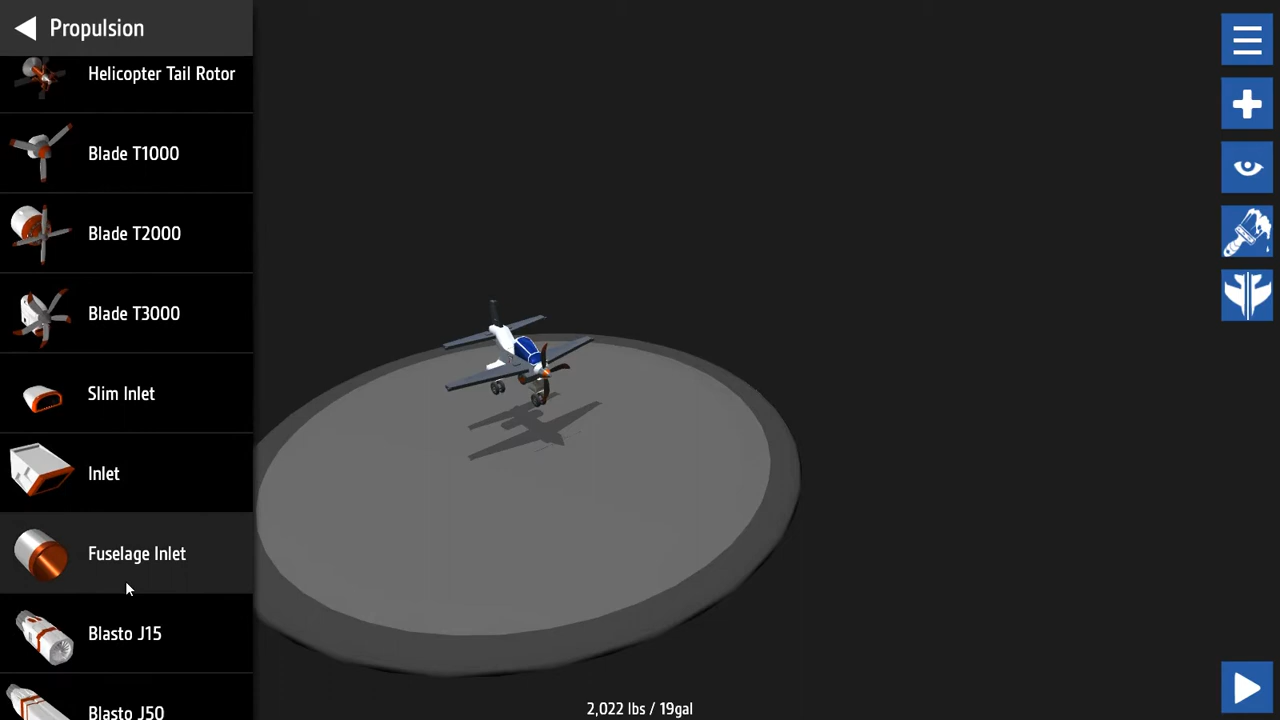 Propulsion
Helicopter Tail Rotor
Blade T1000
Blade T2000
Blade T3000
Slim Inlet
Inlet
Fuselage Inlet
Blasto J15
Blasto J50
2,022 lbs / 19gal